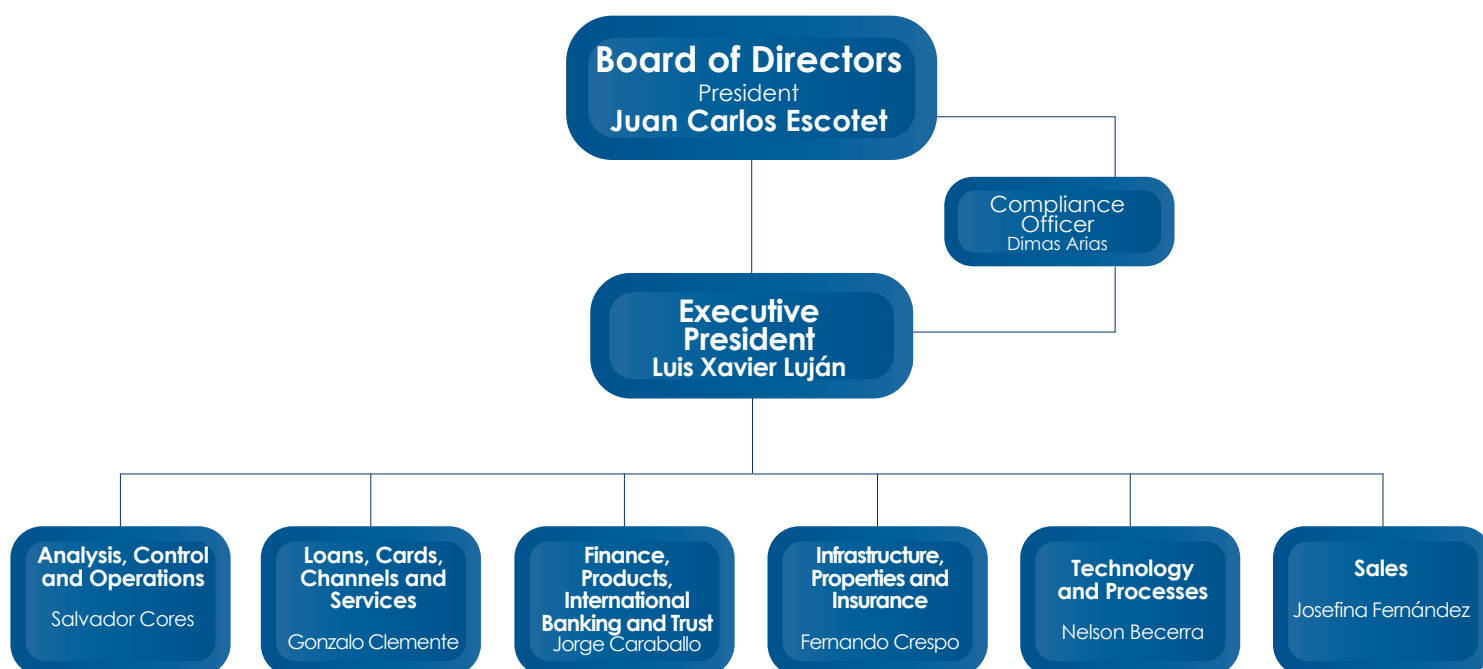 Board of Directors
President
Juan Carlos Escotet
Compliance
Officer
Dimas Arias
Executive
President
Luis Xavier Luján
Analysis, Control
and Operations
Salvador Cores
Loans, Cards,
Channels and
Services
Gonzalo Clemente
Finance,
Products,
International
Banking and Trust
Jorge Caraballo
Infrastructure,
Properties and
Insurance
Fernando Crespo
Technology
and Processes
Nelson Becerra
Sales
Josefina Fernández